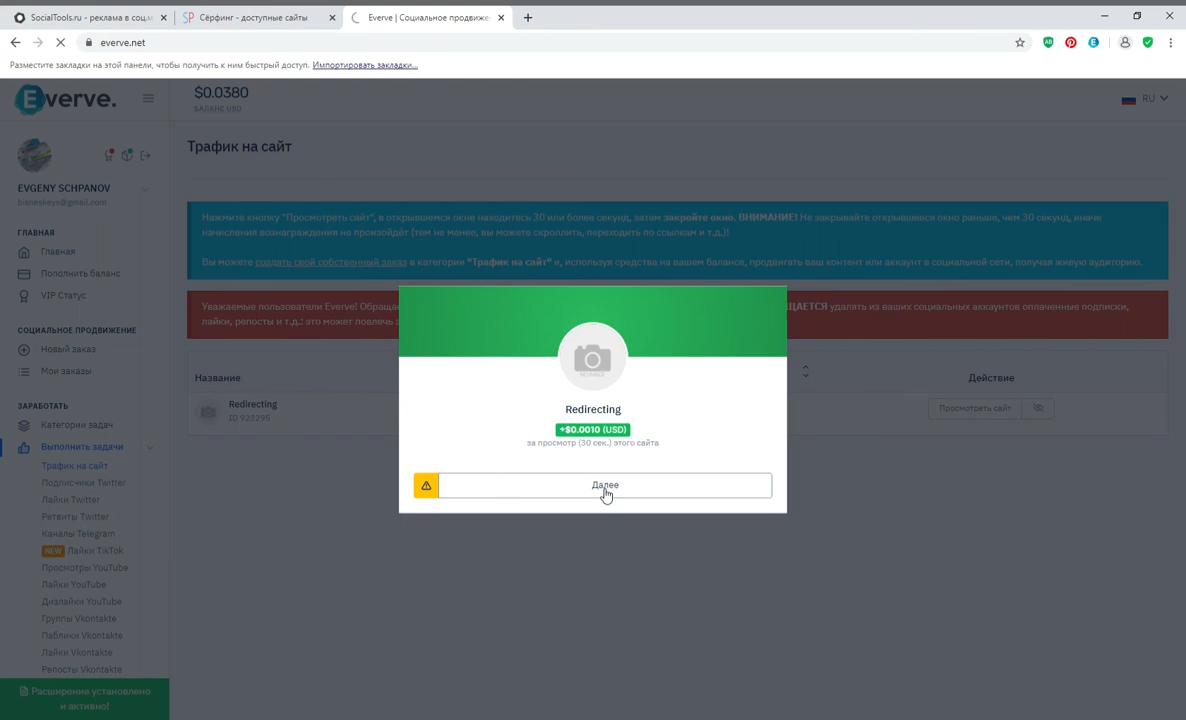 SocialTools.ru - реклама в соц.м
Сёрфинг - доступные сайты
Everve | Социальное продвиже
everve.net
Разместите закладки на этой панели, чтобы получить к ним быстрый доступ. Импортировать закладки...
Everve.
$0.0380
БАЛАНС USD
RU
Трафик на сайт
EVGENY SCHPANOV
bisneskeys@gmail.com
Нажмите кнопку "Просмотреть сайт", в открывшемся окне находитесь 30 или более секунд, затем закройте окно. ВНИМАНИЕ! Не закрывайте открывшееся окно раньше, чем 30 секунд, иначе
начисления вознаграждения не произойдёт (тем не менее, вы можете скроллить, переходить по ссылкам и т.д.)!
Вы можете создать свой собственный заказ в категории "Трафик на сайт" и, используя средства на вашем балансе, продвигать ваш контент или аккаунт в социальной сети, получая живую аудиторию.
Уважаемые пользователи Everve! Обраща
ЩАЕТСЯ удалять из ваших социальных аккаунтов оплаченные подписки,
лайки, репосты и т.д.: это может повлечь
ГЛАВНАЯ
Главная
Пополнить баланс
VIP Статус
СОЦИАЛЬНОЕ ПРОДВИЖЕНИЕ
Новый заказ
Мои заказы
ЗАРАБОТАТЬ
Категории задач
Выполнить задачи
Трафик на сайт
Подписчики Twitter
Лайки Twitter
Ретвиты Twitter
Каналы Telegram
NEW Лайки TikTok
Просмотры YouTube
Лайки YouTube
Дизлайки YouTube
Группы Vkontakte
Паблики Vkontakte
Лайки Vkontakte
Репосты Vkontakte
Расширение установлено
и активно!
Название
Действие
Redirecting
ID 923295
Просмотреть сайт
Redirecting
+$0.0010 (USD)
за просмотр (30 сек.) этого сайта
Далее